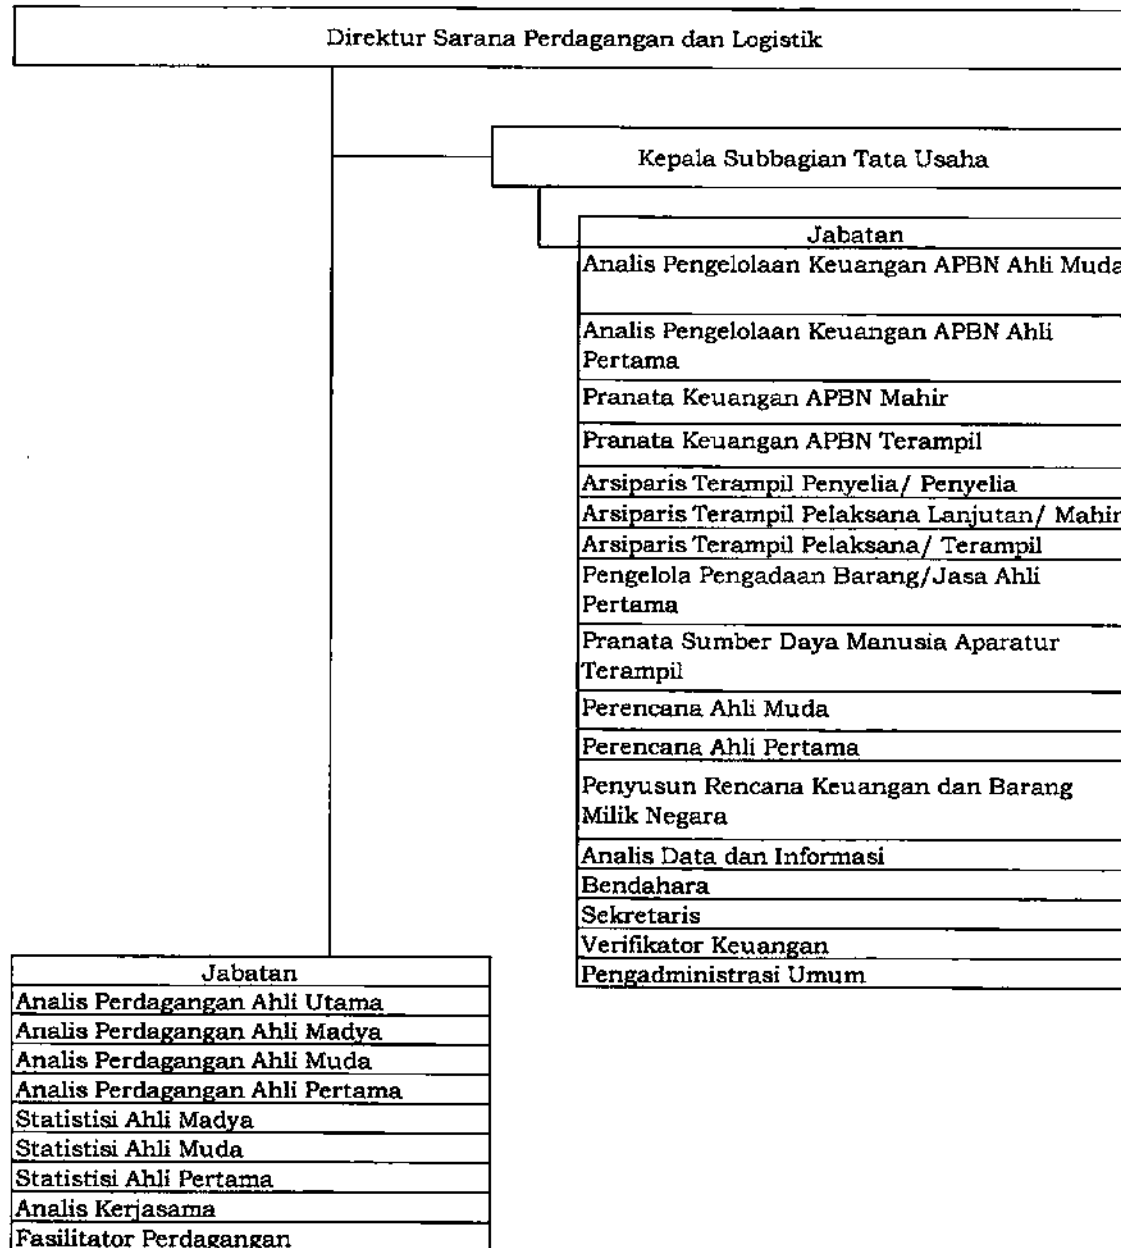 Direktur Sarana Perdagangan dan Logistik
Kepala Subbagian Tata Usaha
Jabatan
Analis Pengelolaan Keuangan APBN Ahli Muda
Analis Pengelolaan Keuangan APBN Ahli
Pertama
Pranata Keuangan APBN Mahir
Pranata Keuangan APBN Terampil
Arsiparis Terampil Penyelia/ Penyelia
Arsiparis Terampil Pelaksana Lanjutan/ Mahir
Arsiparis Terampil Pelaksana/ Terampil
Pengelola Pengadaan Barang/Jasa Ahli
Pertama
Pranata Sumber Daya Manusia Aparatur
Terampil
Perencana Ahli Muda
Perencana Ahli Pertama
Penyusun Rencana Keuangan dan Barang
Milik Negara
Analis Data dan Informasi
Bendahara
Sekretaris
Verifikator Keuangan
Pengadministrasi Umum
Jabatan
Analis Perdagangan Ahli Utama
Analis Perdagangan Ahli Madya
Analis Perdagangan Ahli Muda
Analis Perdagangan Ahli Pertama
Statistisi Ahli Madya
Statistisi Ahli Muda
Statistisi Ahli Pertama
Analis Kerjasama
Fasilitator Perdagangan